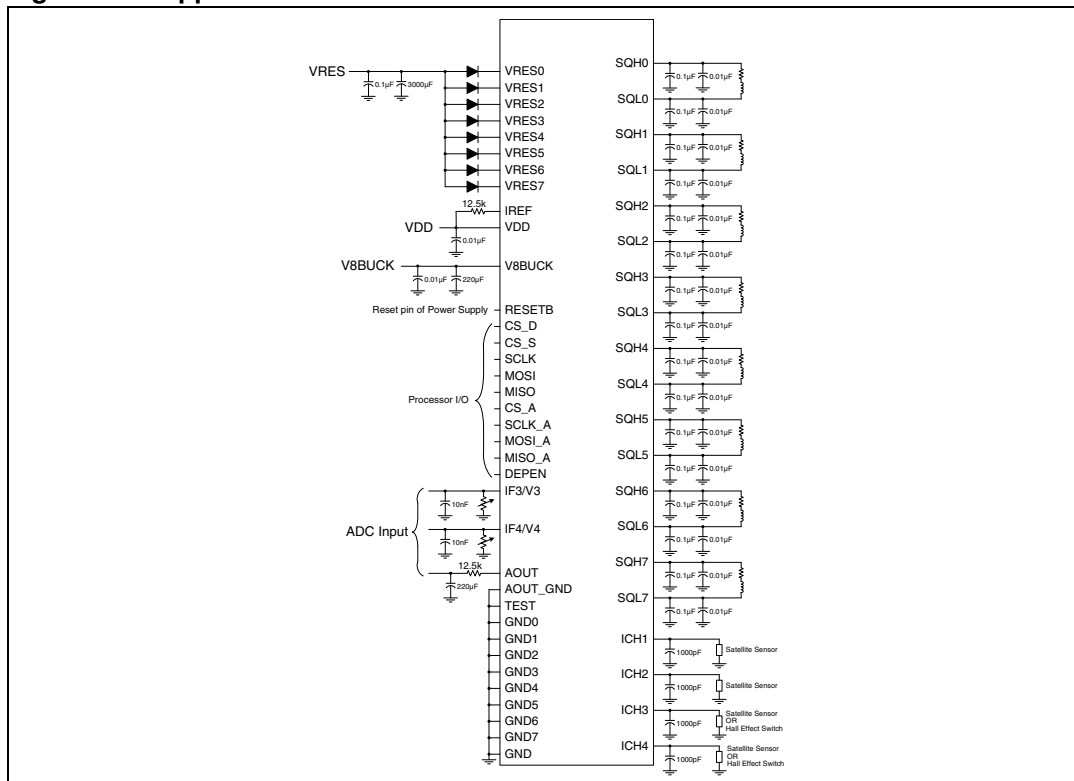 VRES
0.1µF
3000µF
VRES0
VRES1
VRES2
VRES3
VRES4
VRES5
VRES6
VRES7
12.5k
IREF
VDD
VDD
0.01µF
V8BUCK
V8BUCK
0.01µF
220µF
Reset pin of Power Supply
RESETB
CS_D
CS_S
SCLK
MOSI
MISO
Processor I/O
CS_A
SCLK_A
MOSI_A
MISO_A
DEPEN
IF3/V3
10nF
ADC Input
IF4/V4
10nF
12.5k
AOUT
220µF
AOUT_GND
TEST
GND0
GND1
GND2
GND3
GND4
GND5
GND6
GND7
GND
SQH0
0.1µF
0.01µF
SQL0
0.1µF
0.01µF
SQH1
0.1µF
0.01µF
SQL1
0.1µF
0.01µF
SQH2
0.1µF
0.01µF
SQL2
0.1µF
0.01µF
SQH3
0.1µF
0.01µF
SQL3
0.1µF
0.01µF
SQH4
0.1µF
0.01µF
SQL4
0.1µF
0.01µF
SQH5
0.1µF
0.01µF
SQL5
0.1µF
0.01µF
SQH6
0.1µF
0.01µF
SQL6
0.1µF
0.01µF
SQH7
0.1µF
0.01µF
SQL7
0.1µF
0.01µF
ICH1
1000pF
Satellite Sensor
ICH2
1000pF
Satellite Sensor
ICH3
1000pF
Satellite Sensor
OR
Hall Effect Switch
ICH4
1000pF
Satellite Sensor
OR
Hall Effect Switch